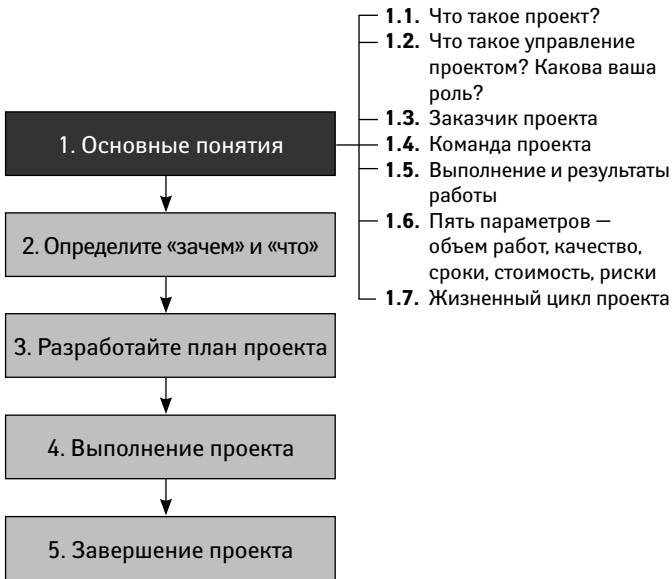 1. Основные понятия
2. Определите «зачем» и «что»
3. Разработайте план проекта
4. Выполнение проекта
5. Завершение проекта
1.1. Что такое проект?
1.2. Что такое управление
проектом? Какова ваша
роль?
1.3. Заказчик проекта
1.4. Команда проекта
1.5. Выполнение и результаты
работы
1.6. Пять параметров —
объем работ, качество,
сроки, стоимость, риски
1.7. Жизненный цикл проекта